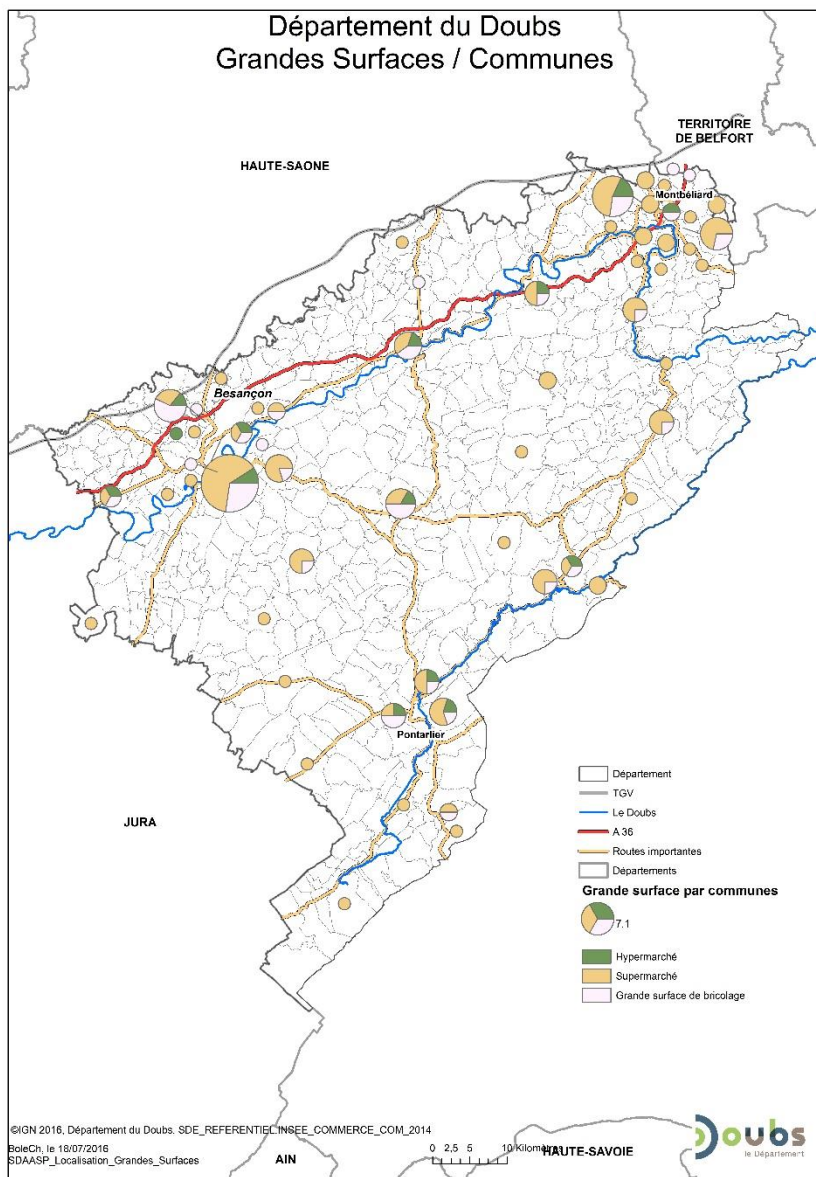 Département du Doubs
Grandes Surfaces / Communes
TERRITOIRE
DE BELFORT
HAUTE-SAONE
Montbéliard
Besançon
Pontarlier
JURA
Département
TGV
Le Doubs
A 36
Routes importantes
Départements
Grande surface par communes
7.1
Hypermarché
Supermarché
Grande surface de bricolage
©IGN 2016, Département du Doubs. SDE_REFERENTIEL.INSEE_COMMERCE_COM_2014
BoleCh, le 18/07/2016
SDAASP_Localisation_Grandes_Surfaces
0 2,5 5 10 Kilomètres
AIN
HAUTE-SAVOIE
Doubs
le Département